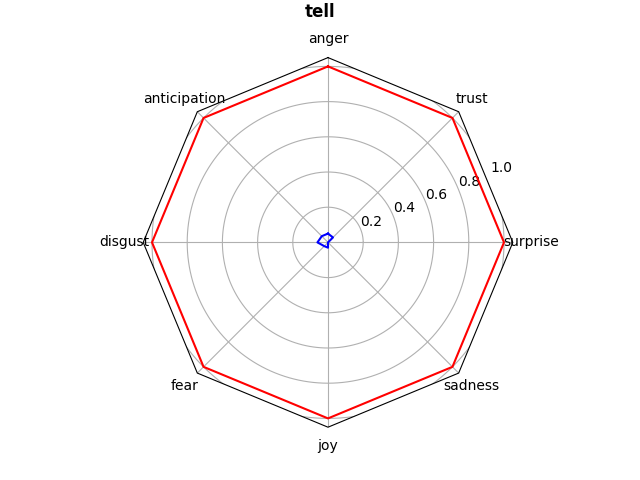 tell
anger
anticipation
trust
1.0
0.8
0.6
0.4
0.2
disgust
surprise
fear
sadness
joy